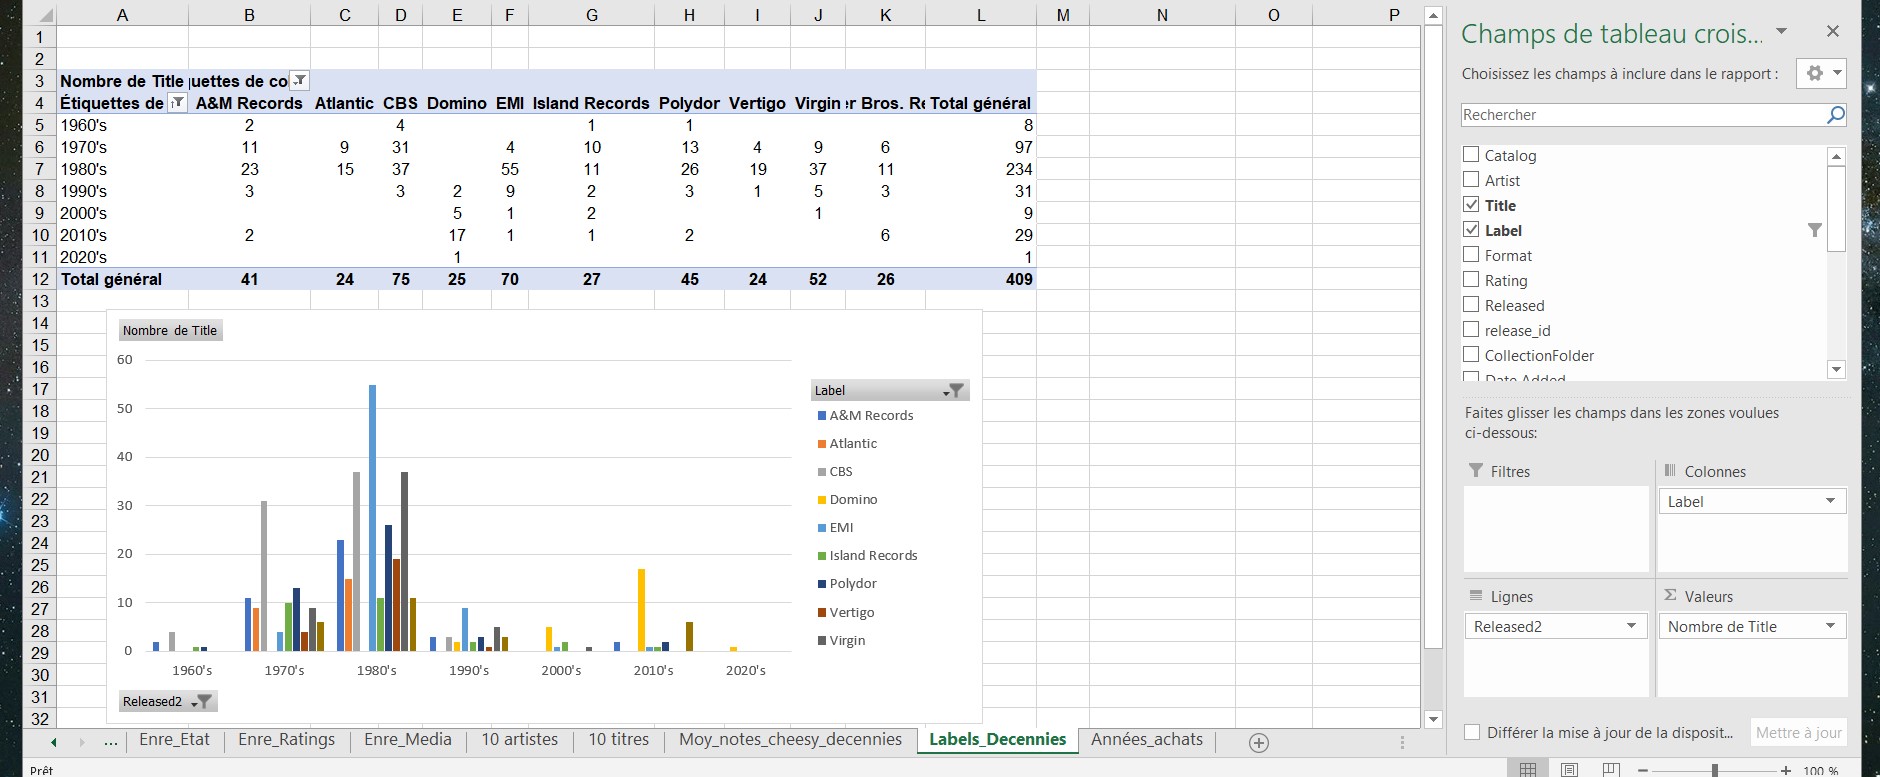 A B C D E F G H I J K L M N O P
1
2
3 Nombre de Title quettes de co
4 Étiquettes de A&M Records Atlantic CBS Domino EMI Island Records Polydor Vertigo Virgin er Bros. Re Total général
5 1960's 2 4 1 1 8
6 1970's 11 9 31 4 10 13 4 9 6 97
7 1980's 23 15 37 55 11 26 19 37 11 234
8 1990's 3 3 2 9 2 3 1 5 3 31
9 2000's 5 1 2 1 9
10 2010's 2 17 1 1 2 6 29
11 2020's 1 1
12 Total général 41 24 75 25 70 27 45 24 52 26 409
13
14
15
16
17
18
19
20
21
22
23
24
25
26
27
28
29
30
31
32
Nombre de Title
60
50
40
30
20
10
0
1960's 1970's 1980's 1990's 2000's 2010's 2020's
Label
A&M Records
Atlantic
CBS
Domino
EMI
Island Records
Polydor
Vertigo
Virgin
Released2
... Enre_Etat Enre_Ratings Enre_Media 10 artistes 10 titres Moy_notes_cheesy_decennies Labels_Decennies Années_achats
Prêt
100 %
Champs de tableau crois...
Choisissez les champs à inclure dans le rapport :
Rechercher
Catalog
Artist
Title
Label
Format
Rating
Released
release_id
CollectionFolder
Date Added
Faites glisser les champs dans les zones voulues
ci-dessous:
Filtres
Colonnes
Label
Lignes
Released2
Σ Valeurs
Nombre de Title
Différer la mise à jour de la disposit...
Mettre à jour